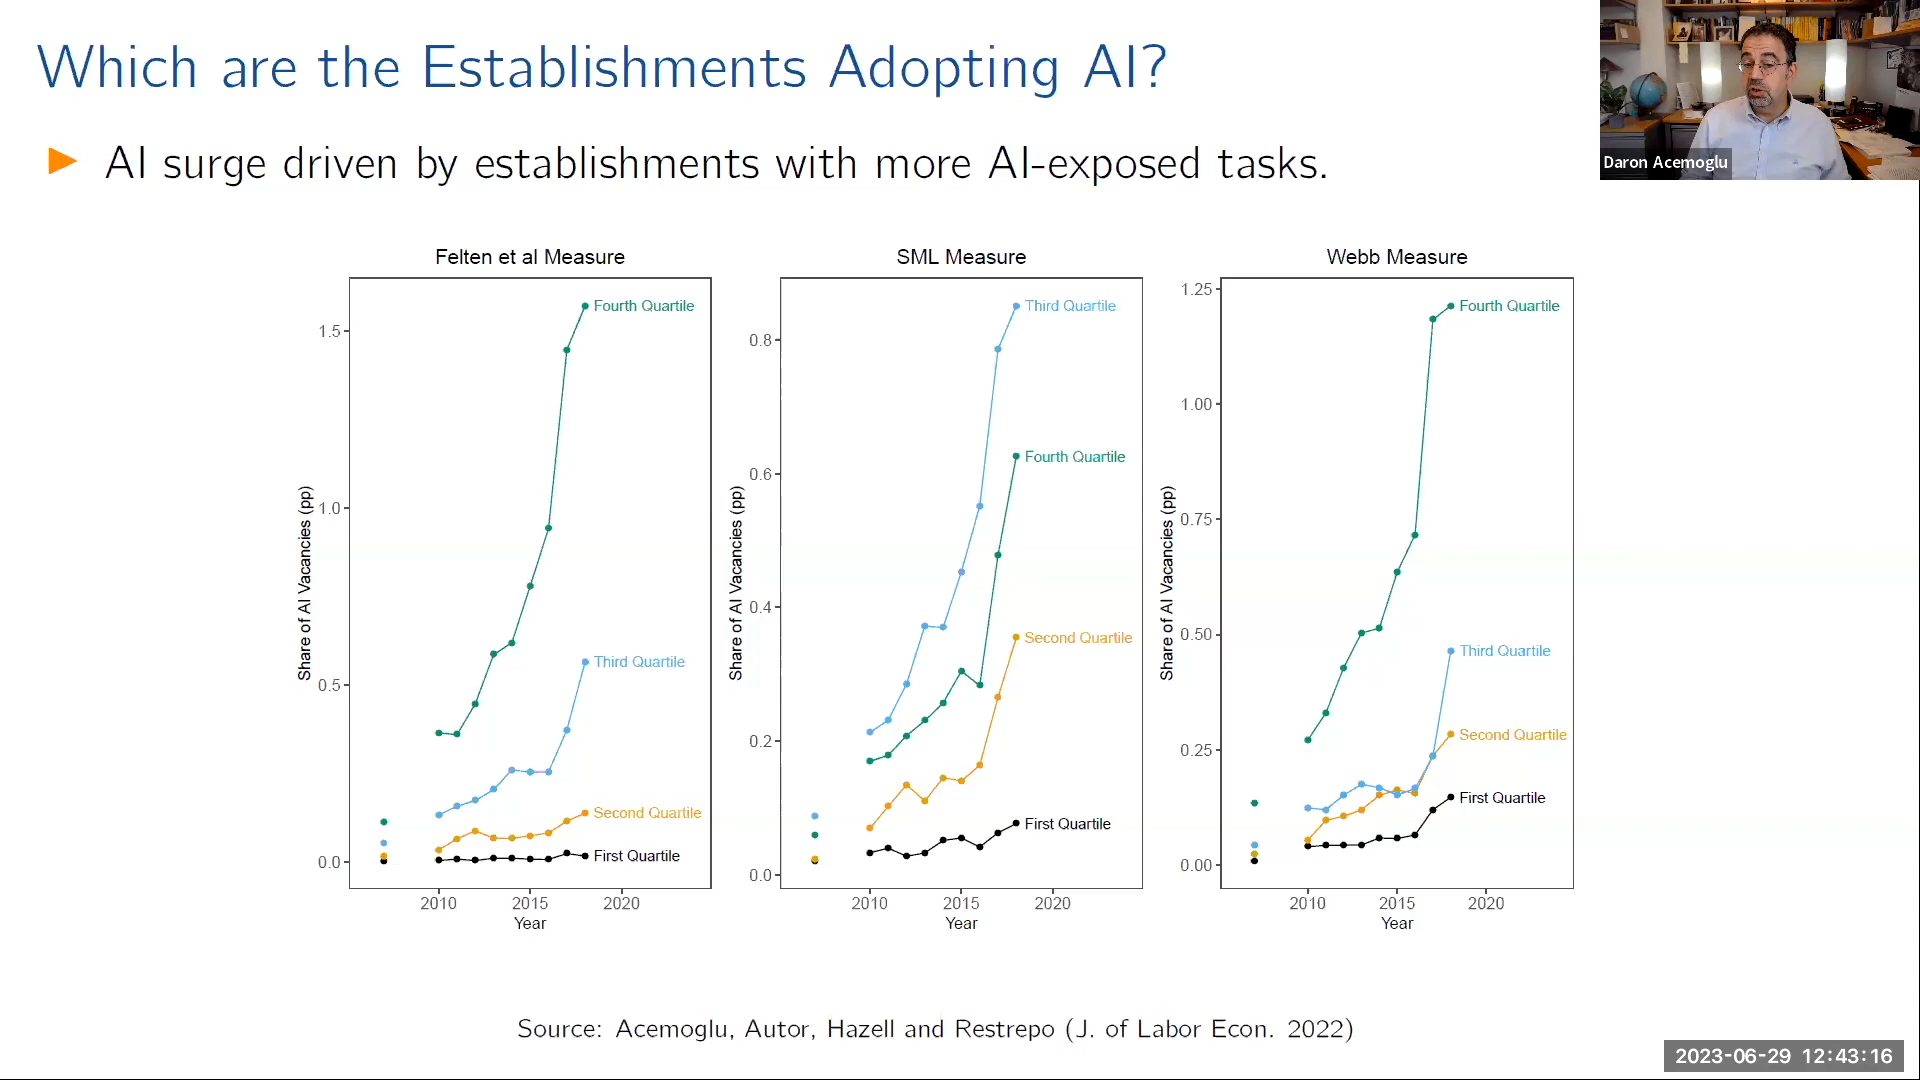 Which are the Establishments Adopting AI?
Daron Acemoglu
AI surge driven by establishments with more AI-exposed tasks.
Felten et al Measure
Share of AI Vacancies (pp)
1.5
1.0
0.5
0.0
Fourth Quartile
Third Quartile
Second Quartile
First Quartile
2010 2015 2020
Year
SML Measure
Share of AI Vacancies (pp)
0.8
0.6
0.4
0.2
0.0
Third Quartile
Fourth Quartile
Second Quartile
First Quartile
2010 2015 2020
Year
Webb Measure
Share of AI Vacancies (pp)
1.25
1.00
0.75
0.50
0.25
0.00
Fourth Quartile
Third Quartile
Second Quartile
First Quartile
2010 2015 2020
Year
Source: Acemoglu, Autor, Hazell and Restrepo (J. of Labor Econ. 2022)
2023-06-29 12:43:16